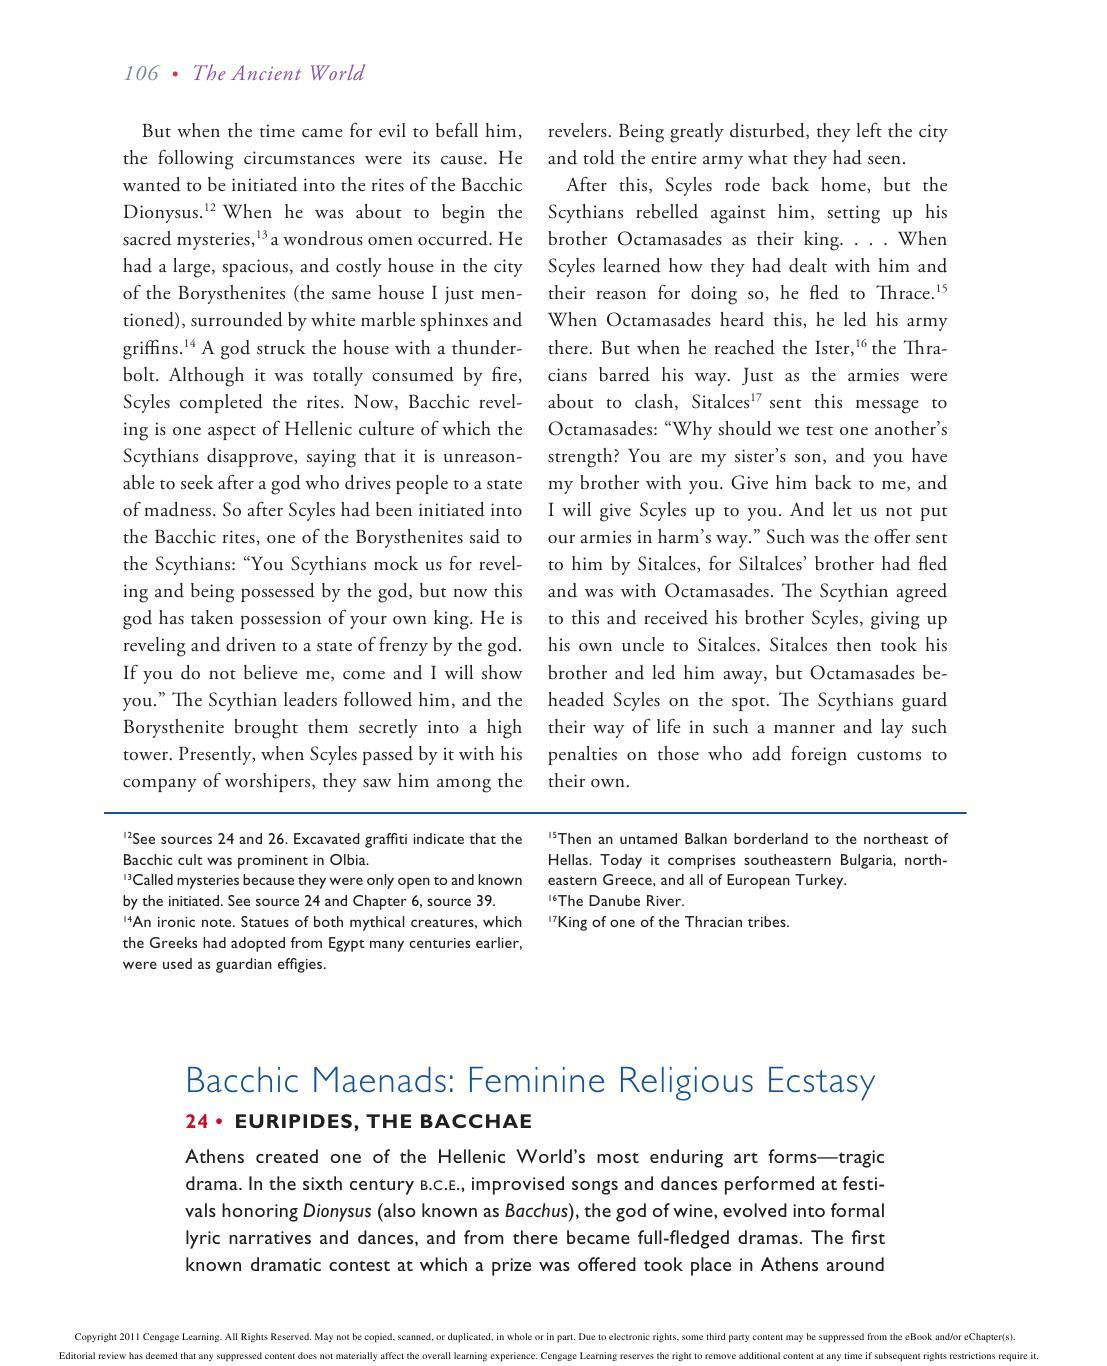 106 • The Ancient World
But when the time came for evil to befall him,
the following circumstances were its cause. He
wanted to be initiated into the rites of the Bacchic
Dionysus.12 When he was about to begin the
sacred mysteries,13 a wondrous omen occurred. He
had a large, spacious, and costly house in the city
of the Borysthenites (the same house I just men-
tioned), surrounded by white marble sphinxes and
griffins.14 A god struck the house with a thunder-
bolt. Although it was totally consumed by fire,
Scyles completed the rites. Now, Bacchic revel-
ing is one aspect of Hellenic culture of which the
Scythians disapprove, saying that it is unreason-
able to seek after a god who drives people to a state
of madness. So after Scyles had been initiated into
the Bacchic rites, one of the Borysthenites said to
the Scythians: “You Scythians mock us for revel-
ing and being possessed by the god, but now this
god has taken possession of your own king. He is
reveling and driven to a state of frenzy by the god.
If you do not believe me, come and I will show
you.” The Scythian leaders followed him, and the
Borysthenite brought them secretly into a high
tower. Presently, when Scyles passed by it with his
company of worshipers, they saw him among the
revelers. Being greatly disturbed, they left the city
and told the entire army what they had seen.
After this, Scyles rode back home, but the
Scythians rebelled against him, setting up his
brother Octamasades as their king. . . . When
Scyles learned how they had dealt with him and
their reason for doing so, he fled to Thrace.15
When Octamasades heard this, he led his army
there. But when he reached the Ister,16 the Thra-
cians barred his way. Just as the armies were
about to clash, Sitalces17 sent this message to
Octamasades: “Why should we test one another’s
strength? You are my sister’s son, and you have
my brother with you. Give him back to me, and
I will give Scyles up to you. And let us not put
our armies in harm’s way.” Such was the offer sent
to him by Sitalces, for Siltalces’ brother had fled
and was with Octamasades. The Scythian agreed
to this and received his brother Scyles, giving up
his own uncle to Sitalces. Sitalces then took his
brother and led him away, but Octamasades be-
headed Scyles on the spot. The Scythians guard
their way of life in such a manner and lay such
penalties on those who add foreign customs to
their own.
12See sources 24 and 26. Excavated graffiti indicate that the
Bacchic cult was prominent in Olbia.
13Called mysteries because they were only open to and known
by the initiated. See source 24 and Chapter 6, source 39.
14An ironic note. Statues of both mythical creatures, which
the Greeks had adopted from Egypt many centuries earlier,
were used as guardian effigies.
15Then an untamed Balkan borderland to the northeast of
Hellas. Today it comprises southeastern Bulgaria, north-
eastern Greece, and all of European Turkey.
16The Danube River.
17King of one of the Thracian tribes.
Bacchic Maenads: Feminine Religious Ecstasy
24 • EURIPIDES, THE BACCHAE
Athens created one of the Hellenic World’s most enduring art forms—tragic
drama. In the sixth century B.C.E., improvised songs and dances performed at festi-
vals honoring Dionysus (also known as Bacchus), the god of wine, evolved into formal
lyric narratives and dances, and from there became full-fledged dramas. The first
known dramatic contest at which a prize was offered took place in Athens around
Copyright 2011 Cengage Learning. All Rights Reserved. May not be copied, scanned, or duplicated, in whole or in part. Due to electronic rights, some third party content may be suppressed from the eBook and/or eChapter(s).
Editorial review has deemed that any suppressed content does not materially affect the overall learning experience. Cengage Learning reserves the right to remove additional content at any time if subsequent rights restrictions require it.